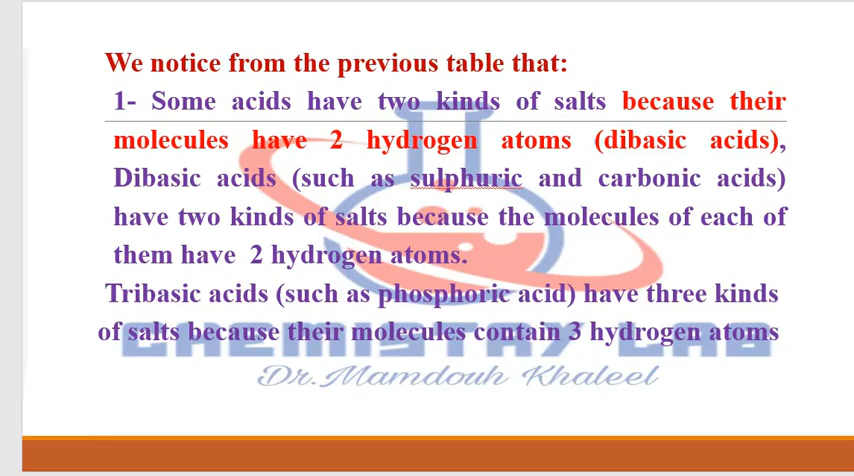 We notice from the previous table that:
1- Some acids have two kinds of salts because their
molecules have 2 hydrogen atoms (dibasic acids),
Dibasic acids (such as sulphuric and carbonic acids)
have two kinds of salts because the molecules of each of
them have 2 hydrogen atoms.
Tribasic acids (such as phosphoric acid) have three kinds
of salts because their molecules contain 3 hydrogen atoms
CHEMISTRY LAB
Dr.Mamdouh Khaleel